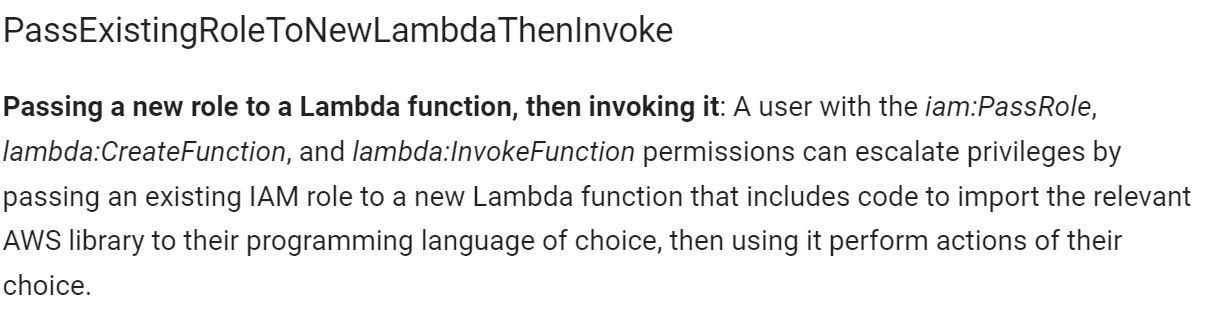 PassExistingRoleToNewLambdaThenInvoke
Passing a new role to a Lambda function, then invoking it: A user with the iam:PassRole,
lambda:CreateFunction, and lambda:InvokeFunction permissions can escalate privileges by
passing an existing IAM role to a new Lambda function that includes code to import the relevant
AWS library to their programming language of choice, then using it perform actions of their
choice.